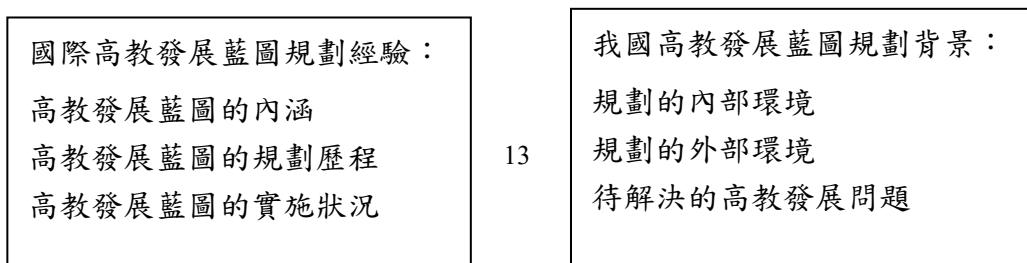 國際高教發展藍圖規劃經驗：
高教發展藍圖的內涵
高教發展藍圖的規劃歷程
高教發展藍圖的實施狀況
13
我國高教發展藍圖規劃背景：
規劃的內部環境
規劃的外部環境
待解決的高教發展問題